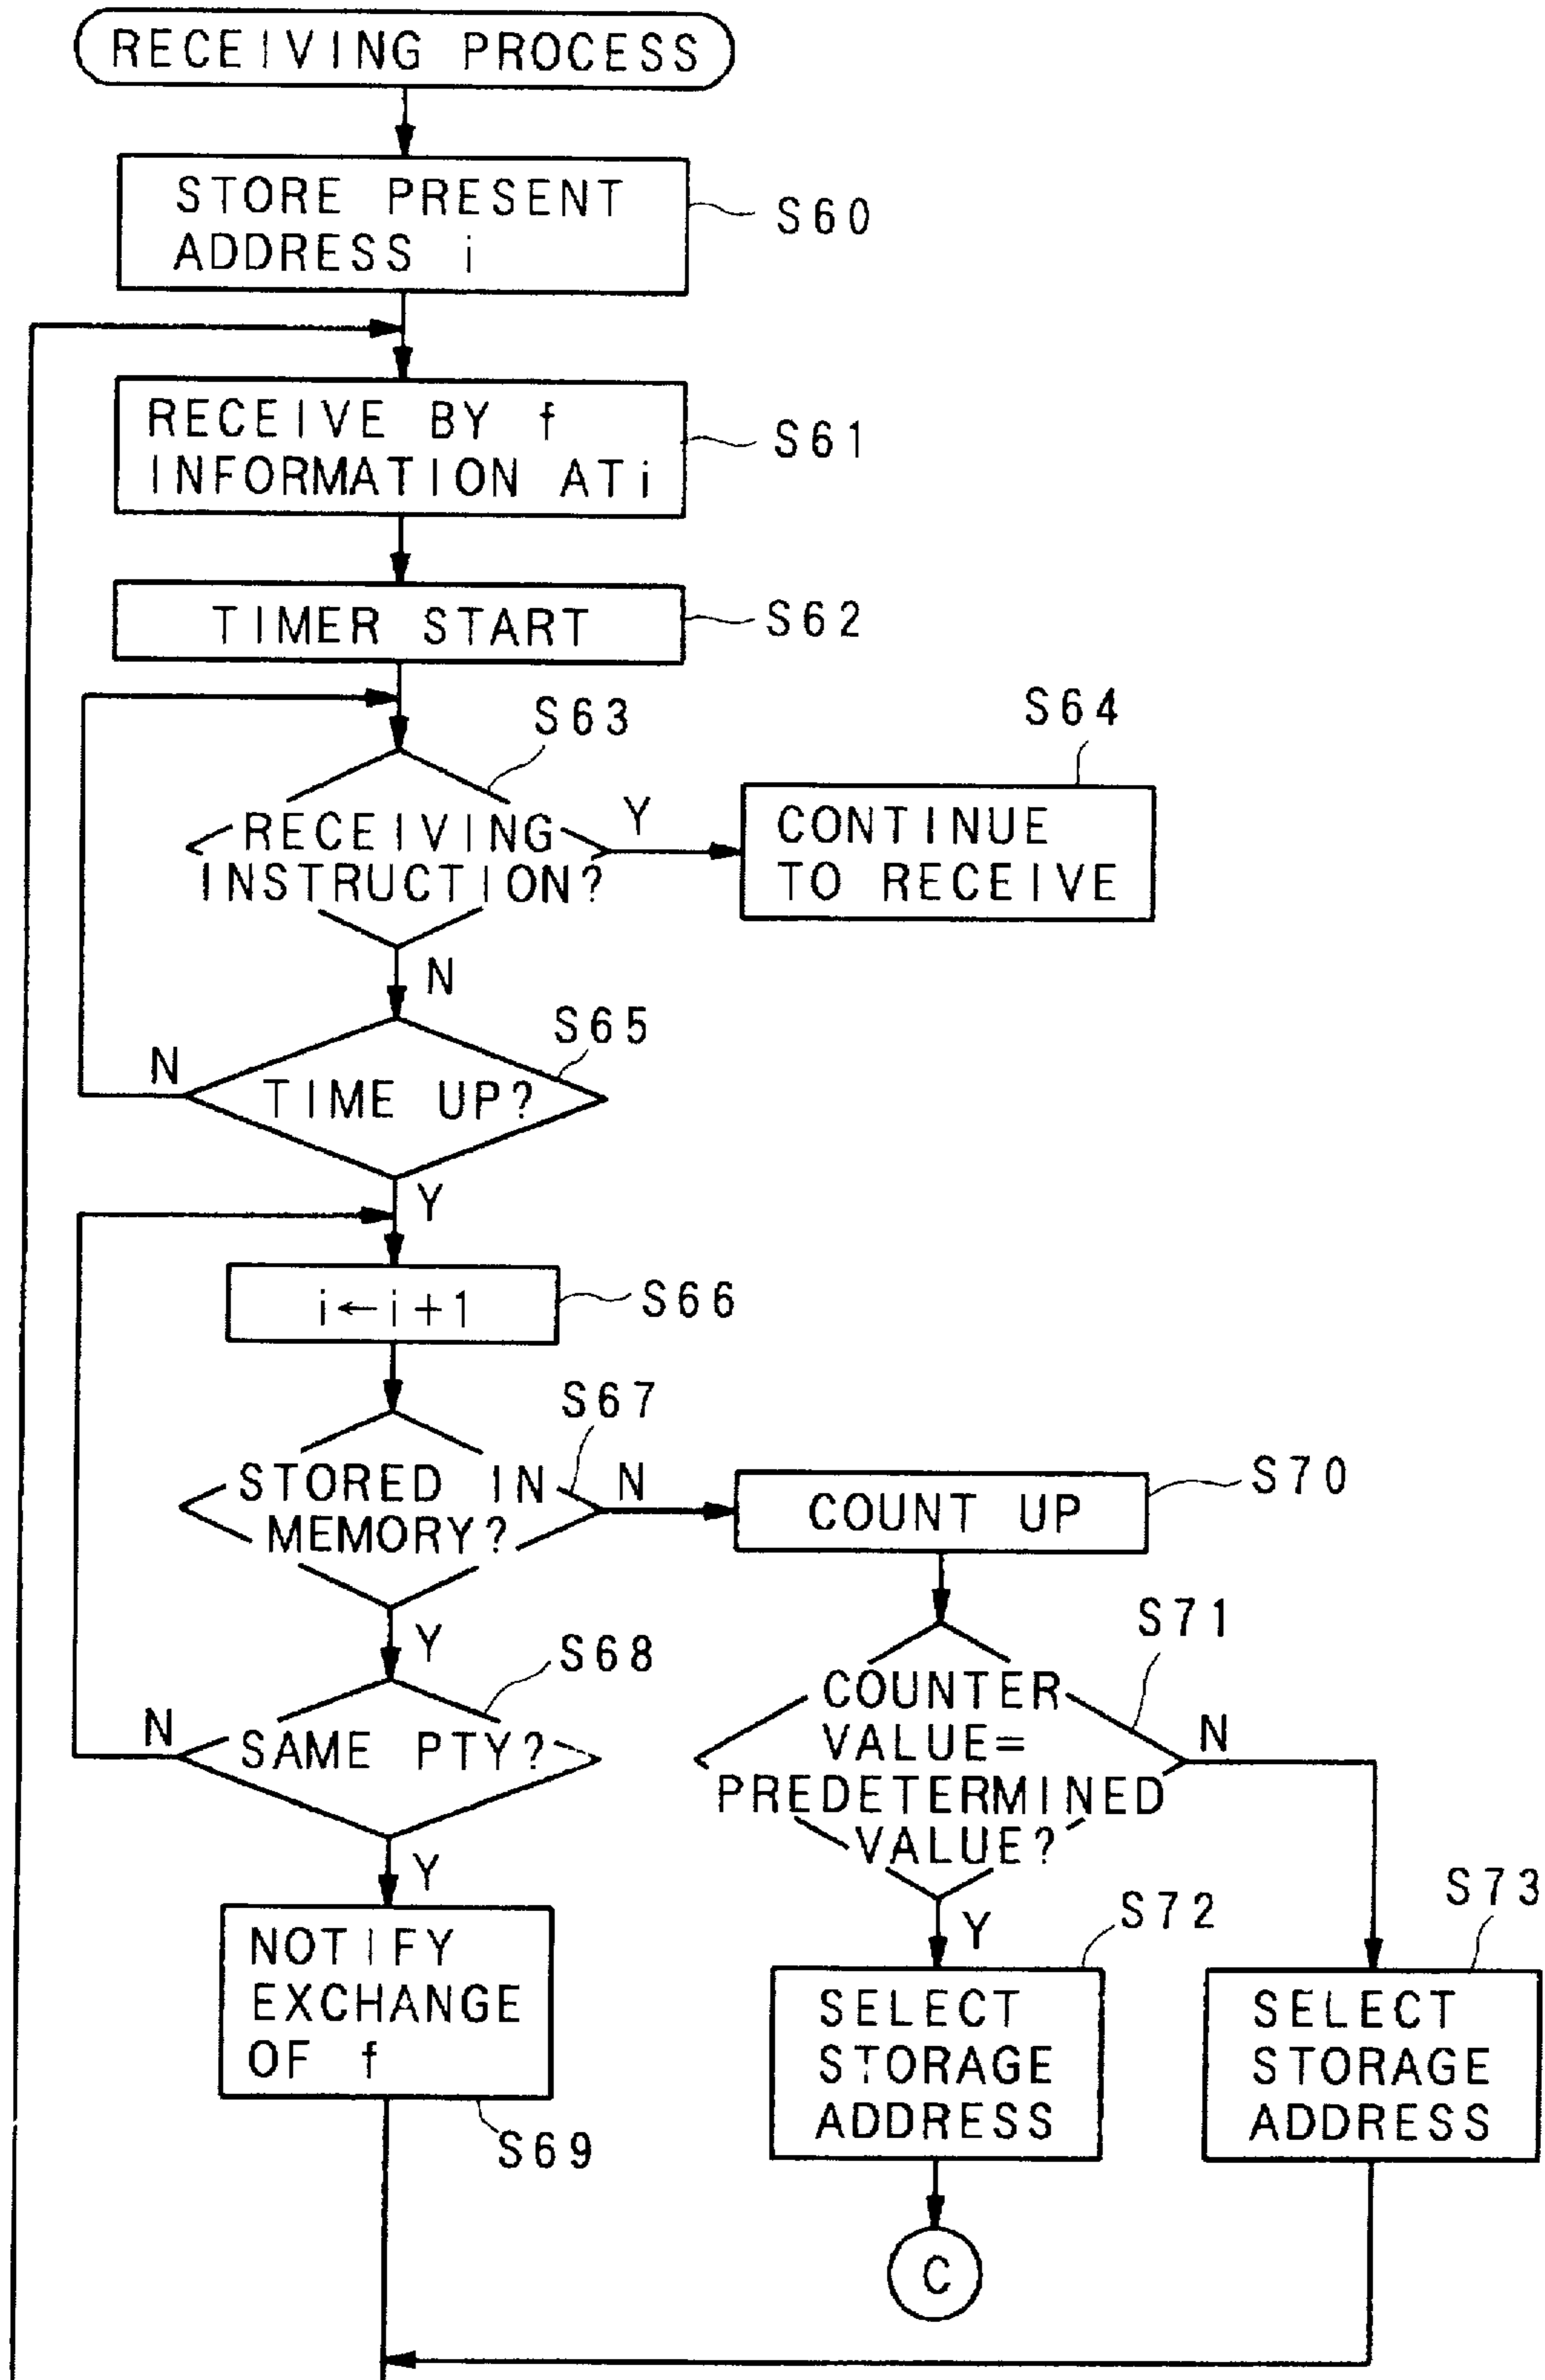 RECEIVING PROCESS
STORE PRESENT
ADDRESS i
S60
RECEIVE BY f
INFORMATION ATi
S61
TIMER START
S62
S63
RECEIVING
INSTRUCTION?
Y
S64
CONTINUE
TO RECEIVE
N
S65
N
TIME UP?
Y
i←i+1
S66
S67
STORED IN
MEMORY?
N
COUNT UP
S70
Y
S68
N
SAME PTY?
S71
COUNTER
VALUE=
PREDETERMINED
VALUE?
N
Y
NOTIFY
EXCHANGE
OF f
S69
Y
S72
SELECT
STORAGE
ADDRESS
S73
SELECT
STORAGE
ADDRESS
C